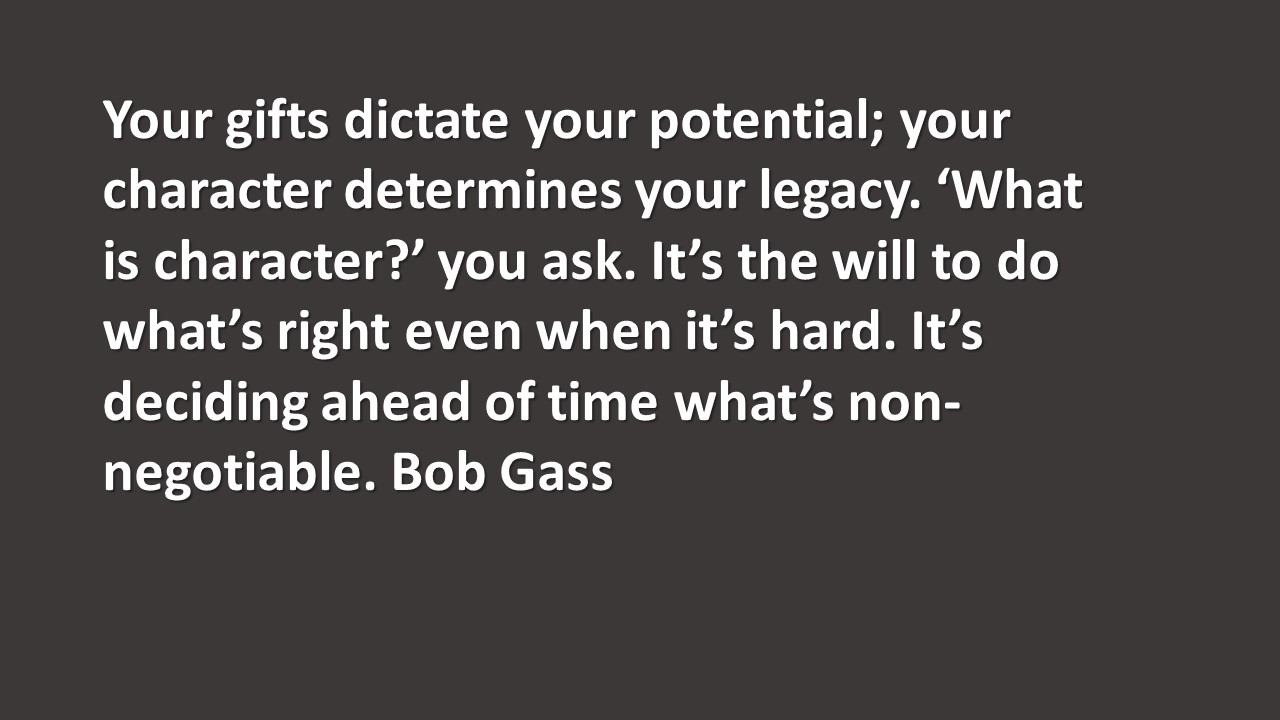 Your gifts dictate your potential; your
character determines your legacy. ‘What
is character?’ you ask. It’s the will to do
what’s right even when it’s hard. It’s
deciding ahead of time what’s non-
negotiable. Bob Gass